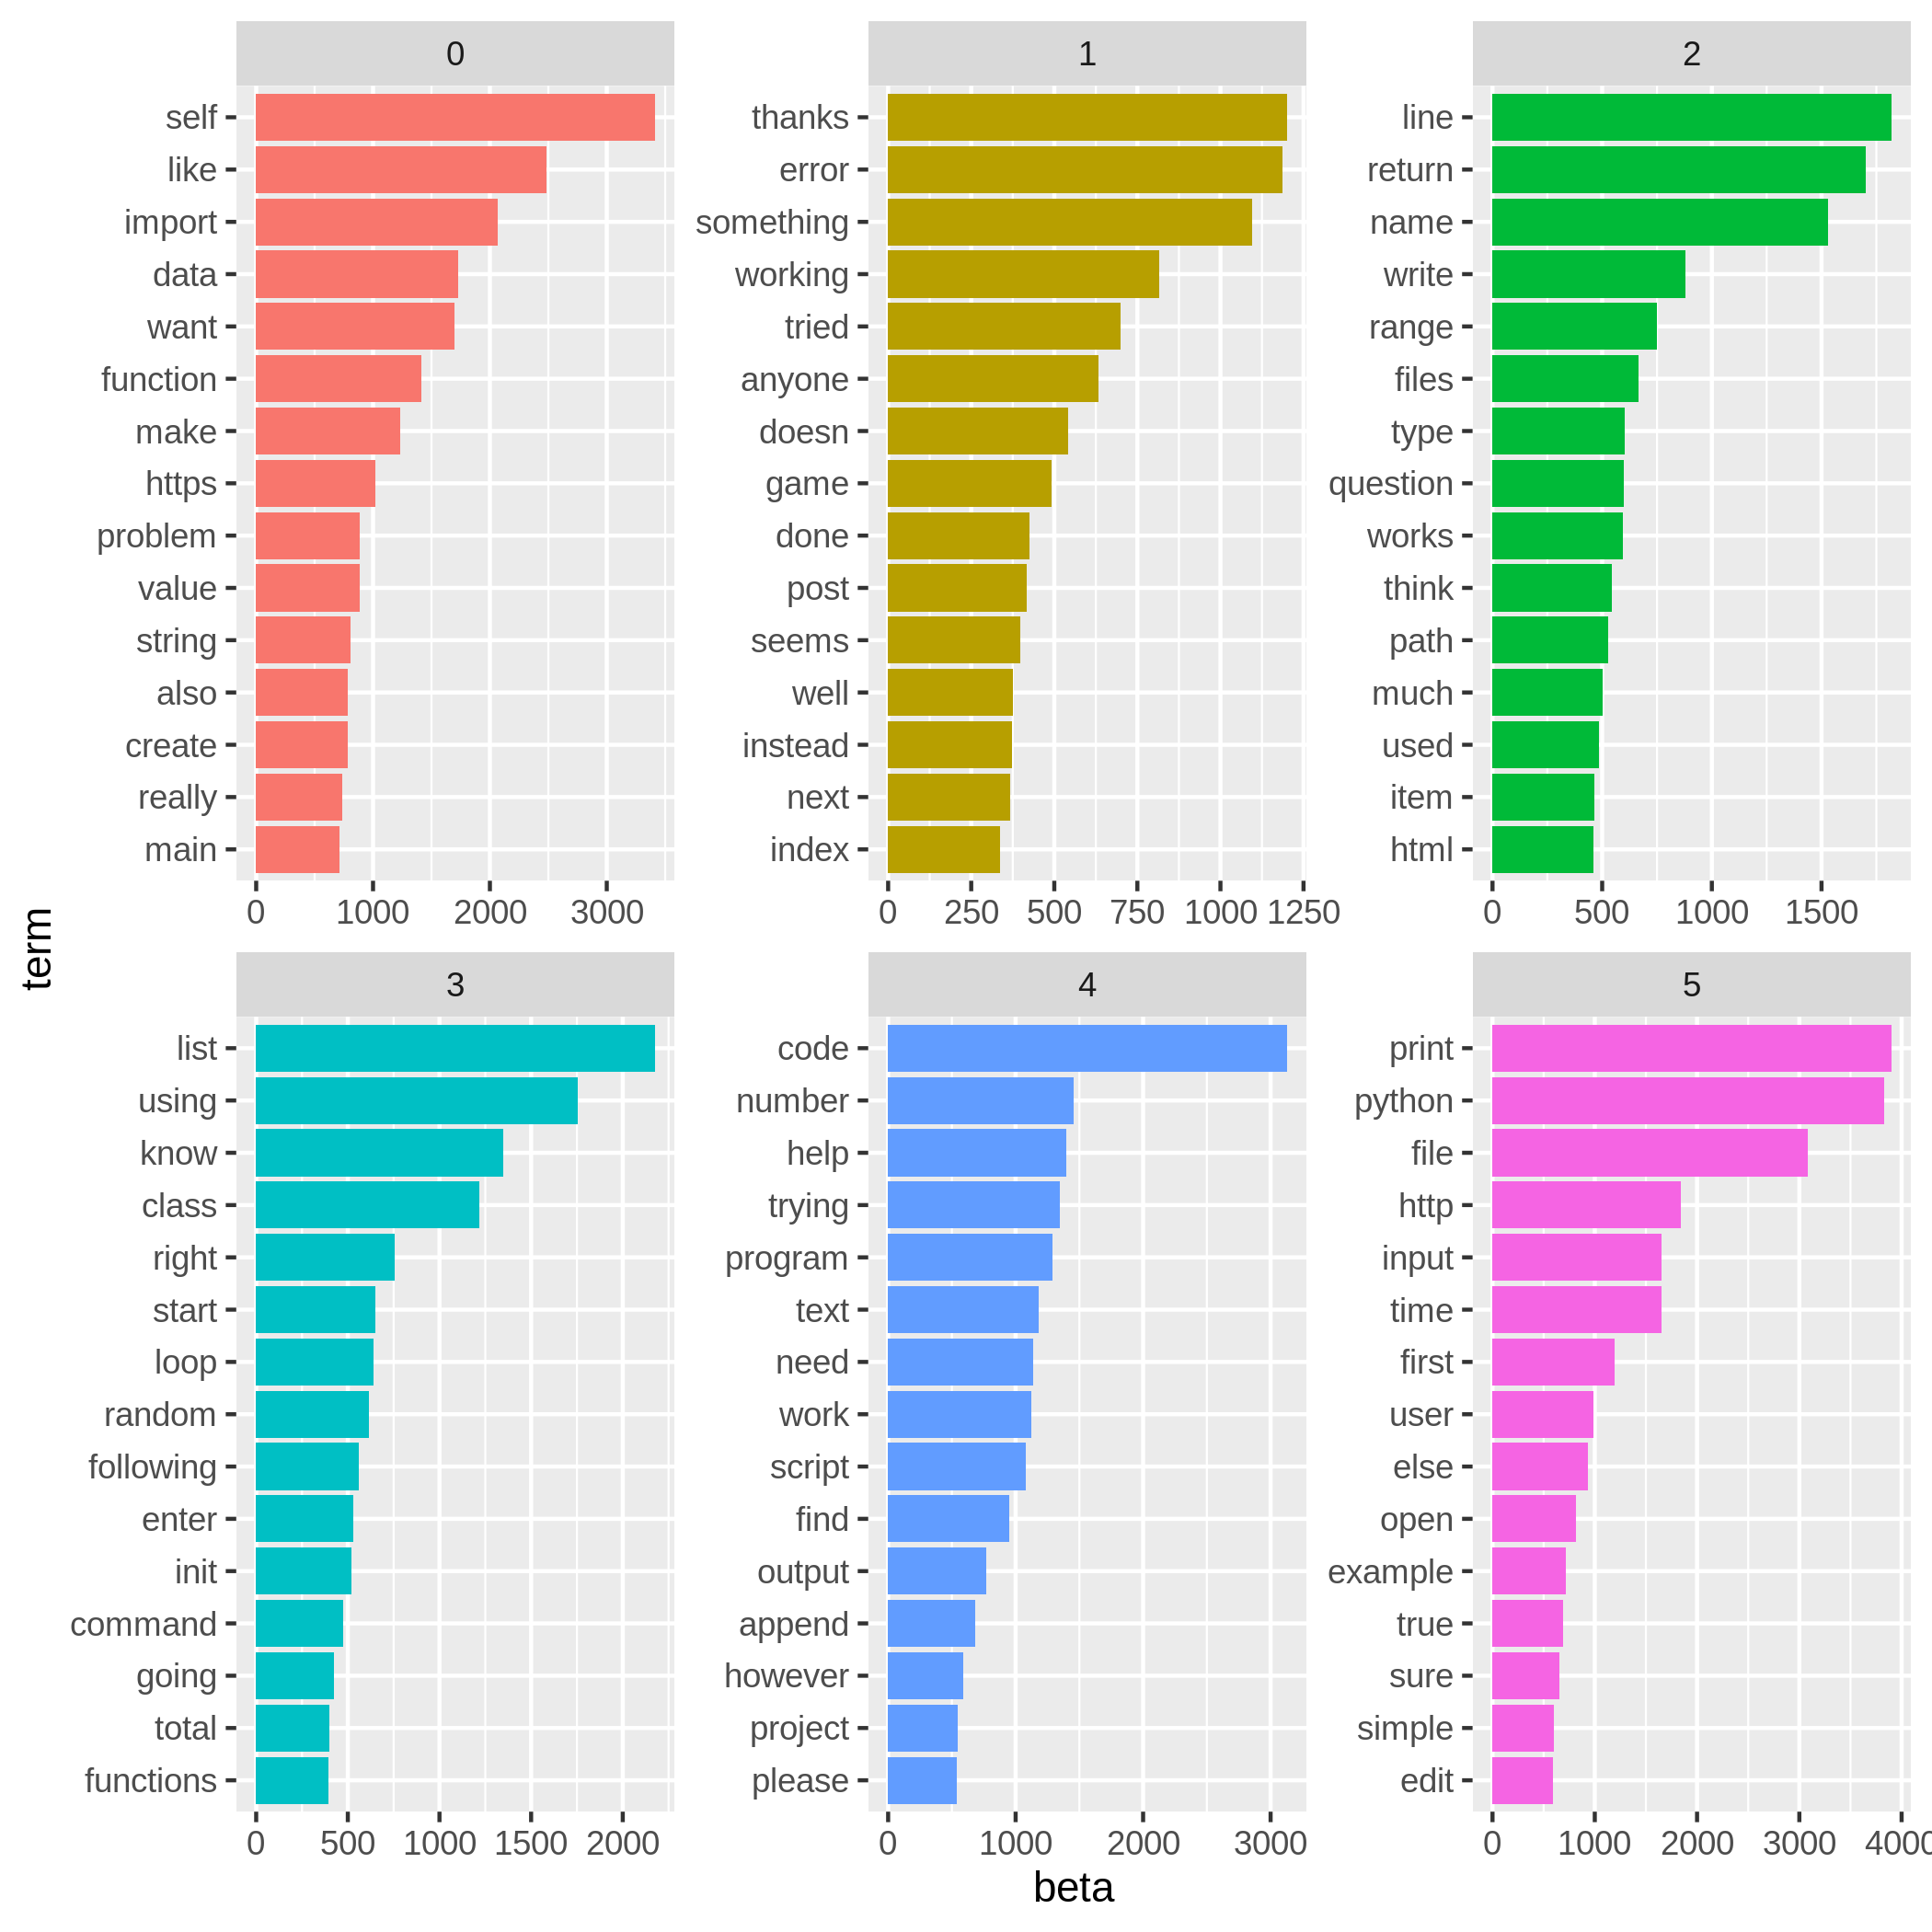 0
self
like
import
data
want
function
make
https
problem
value
string
also
create
really
main
0 1000 2000 3000
1
thanks
error
something
working
tried
anyone
doesn
game
done
post
seems
well
instead
next
index
0 250 500 750 1000 1250
2
line
return
name
write
range
files
type
question
works
think
path
much
used
item
html
0 500 1000 1500
term
3
list
using
know
class
right
start
loop
random
following
enter
init
command
going
total
functions
0 500 1000 1500 2000
4
code
number
help
trying
program
text
need
work
script
find
output
append
however
project
please
0 1000 2000 3000
5
print
python
file
http
input
time
first
user
else
open
example
true
sure
simple
edit
0 1000 2000 3000 4000
beta